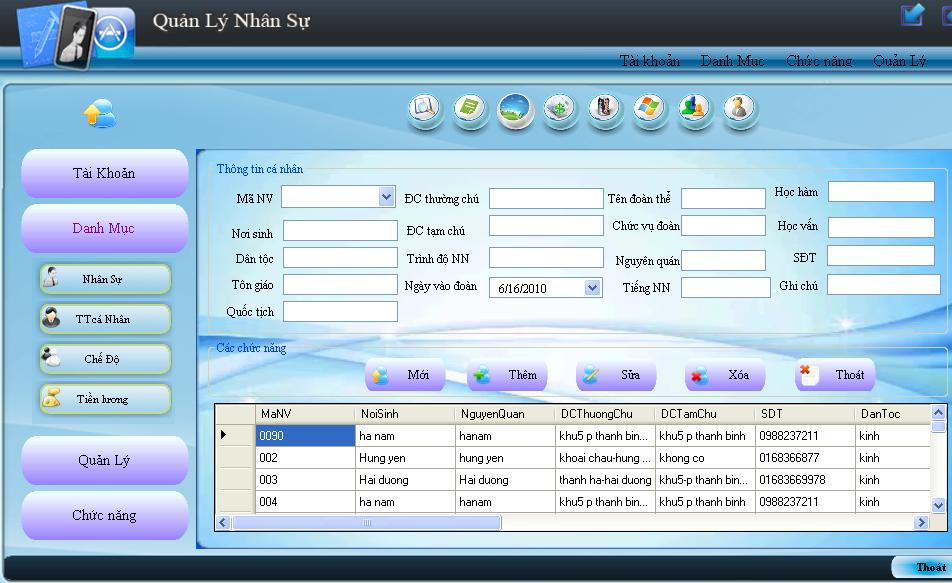 Quản Lý Nhân Sự
Tài khoản Danh Mục Chức năng Quản Lý
Tài Khoản
Danh Mục
Nhân Sự
TTcá Nhân
Chế Độ
Tiền lương
Quản Lý
Chức năng
Thông tin cá nhân
Mã NV ĐC thường chú Tên đoàn thể Học hàm
Nơi sinh ĐC tạm chú Chức vụ đoàn Học vấn
Dân tộc Trình độ NN Nguyên quán SĐT
Tôn giáo Ngày vào đoàn 6/16/2010 Tiếng NN Ghi chú
Quốc tịch
Các chức năng
Mới Thêm Sửa Xóa Thoát
MaNV NoiSinh NguyenQuan DCThuongChu DCTamChu SDT DanToc
0090 ha nam hanam khu5 p thanh bin... khu5 p thanh binh 0988237211 kinh
002 Hung yen hung yen khoai chau-hung ... khong co 0168366877 kinh
003 Hai duong Hai duong thanh ha-hai duong khu5-p thanh bin... 01683669978 kinh
004 ha nam hanam khu5 p thanh bin... khu5 p thanh binh 0988237211 kinh
Thoát